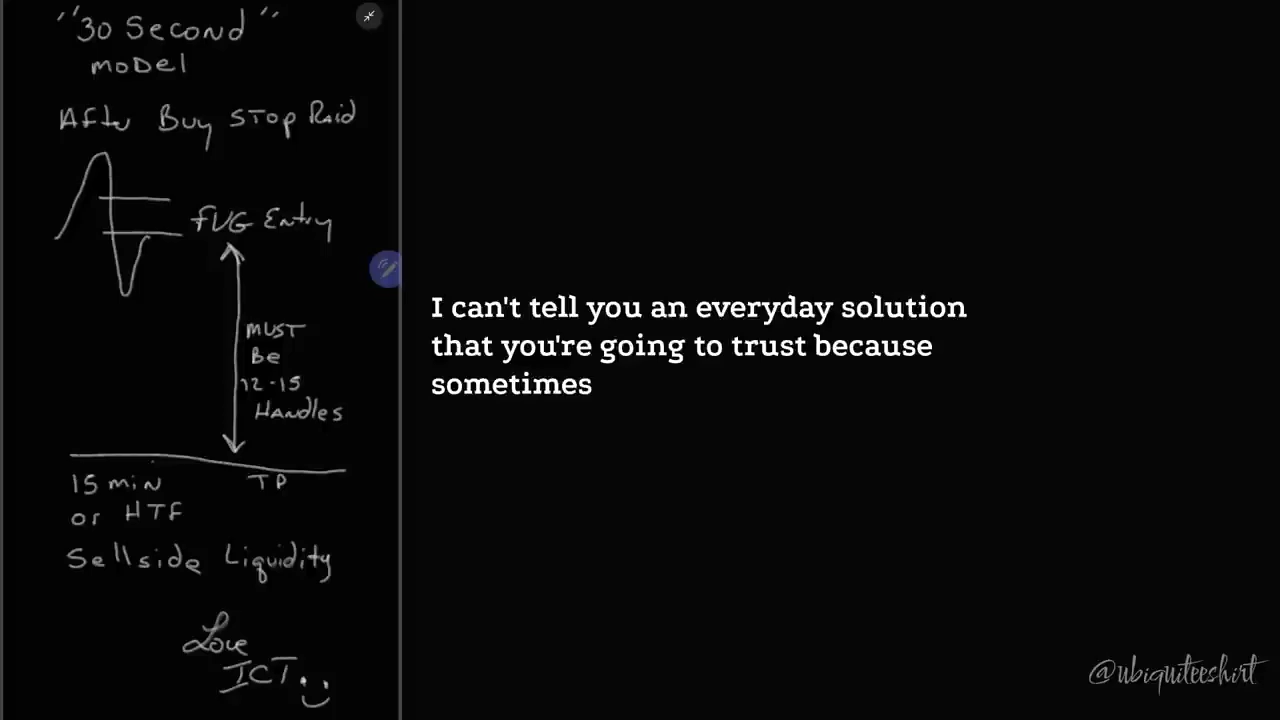 "30 Second"
model
After Buy STOP Raid
FVG Entry
MUST
Be
12-15
HANdles
15 miN
TP
or HTF
Sellside Liquidity
Love
ICT
I can't tell you an everyday solution
that you're going to trust because
sometimes
@ubiquiteeshirt